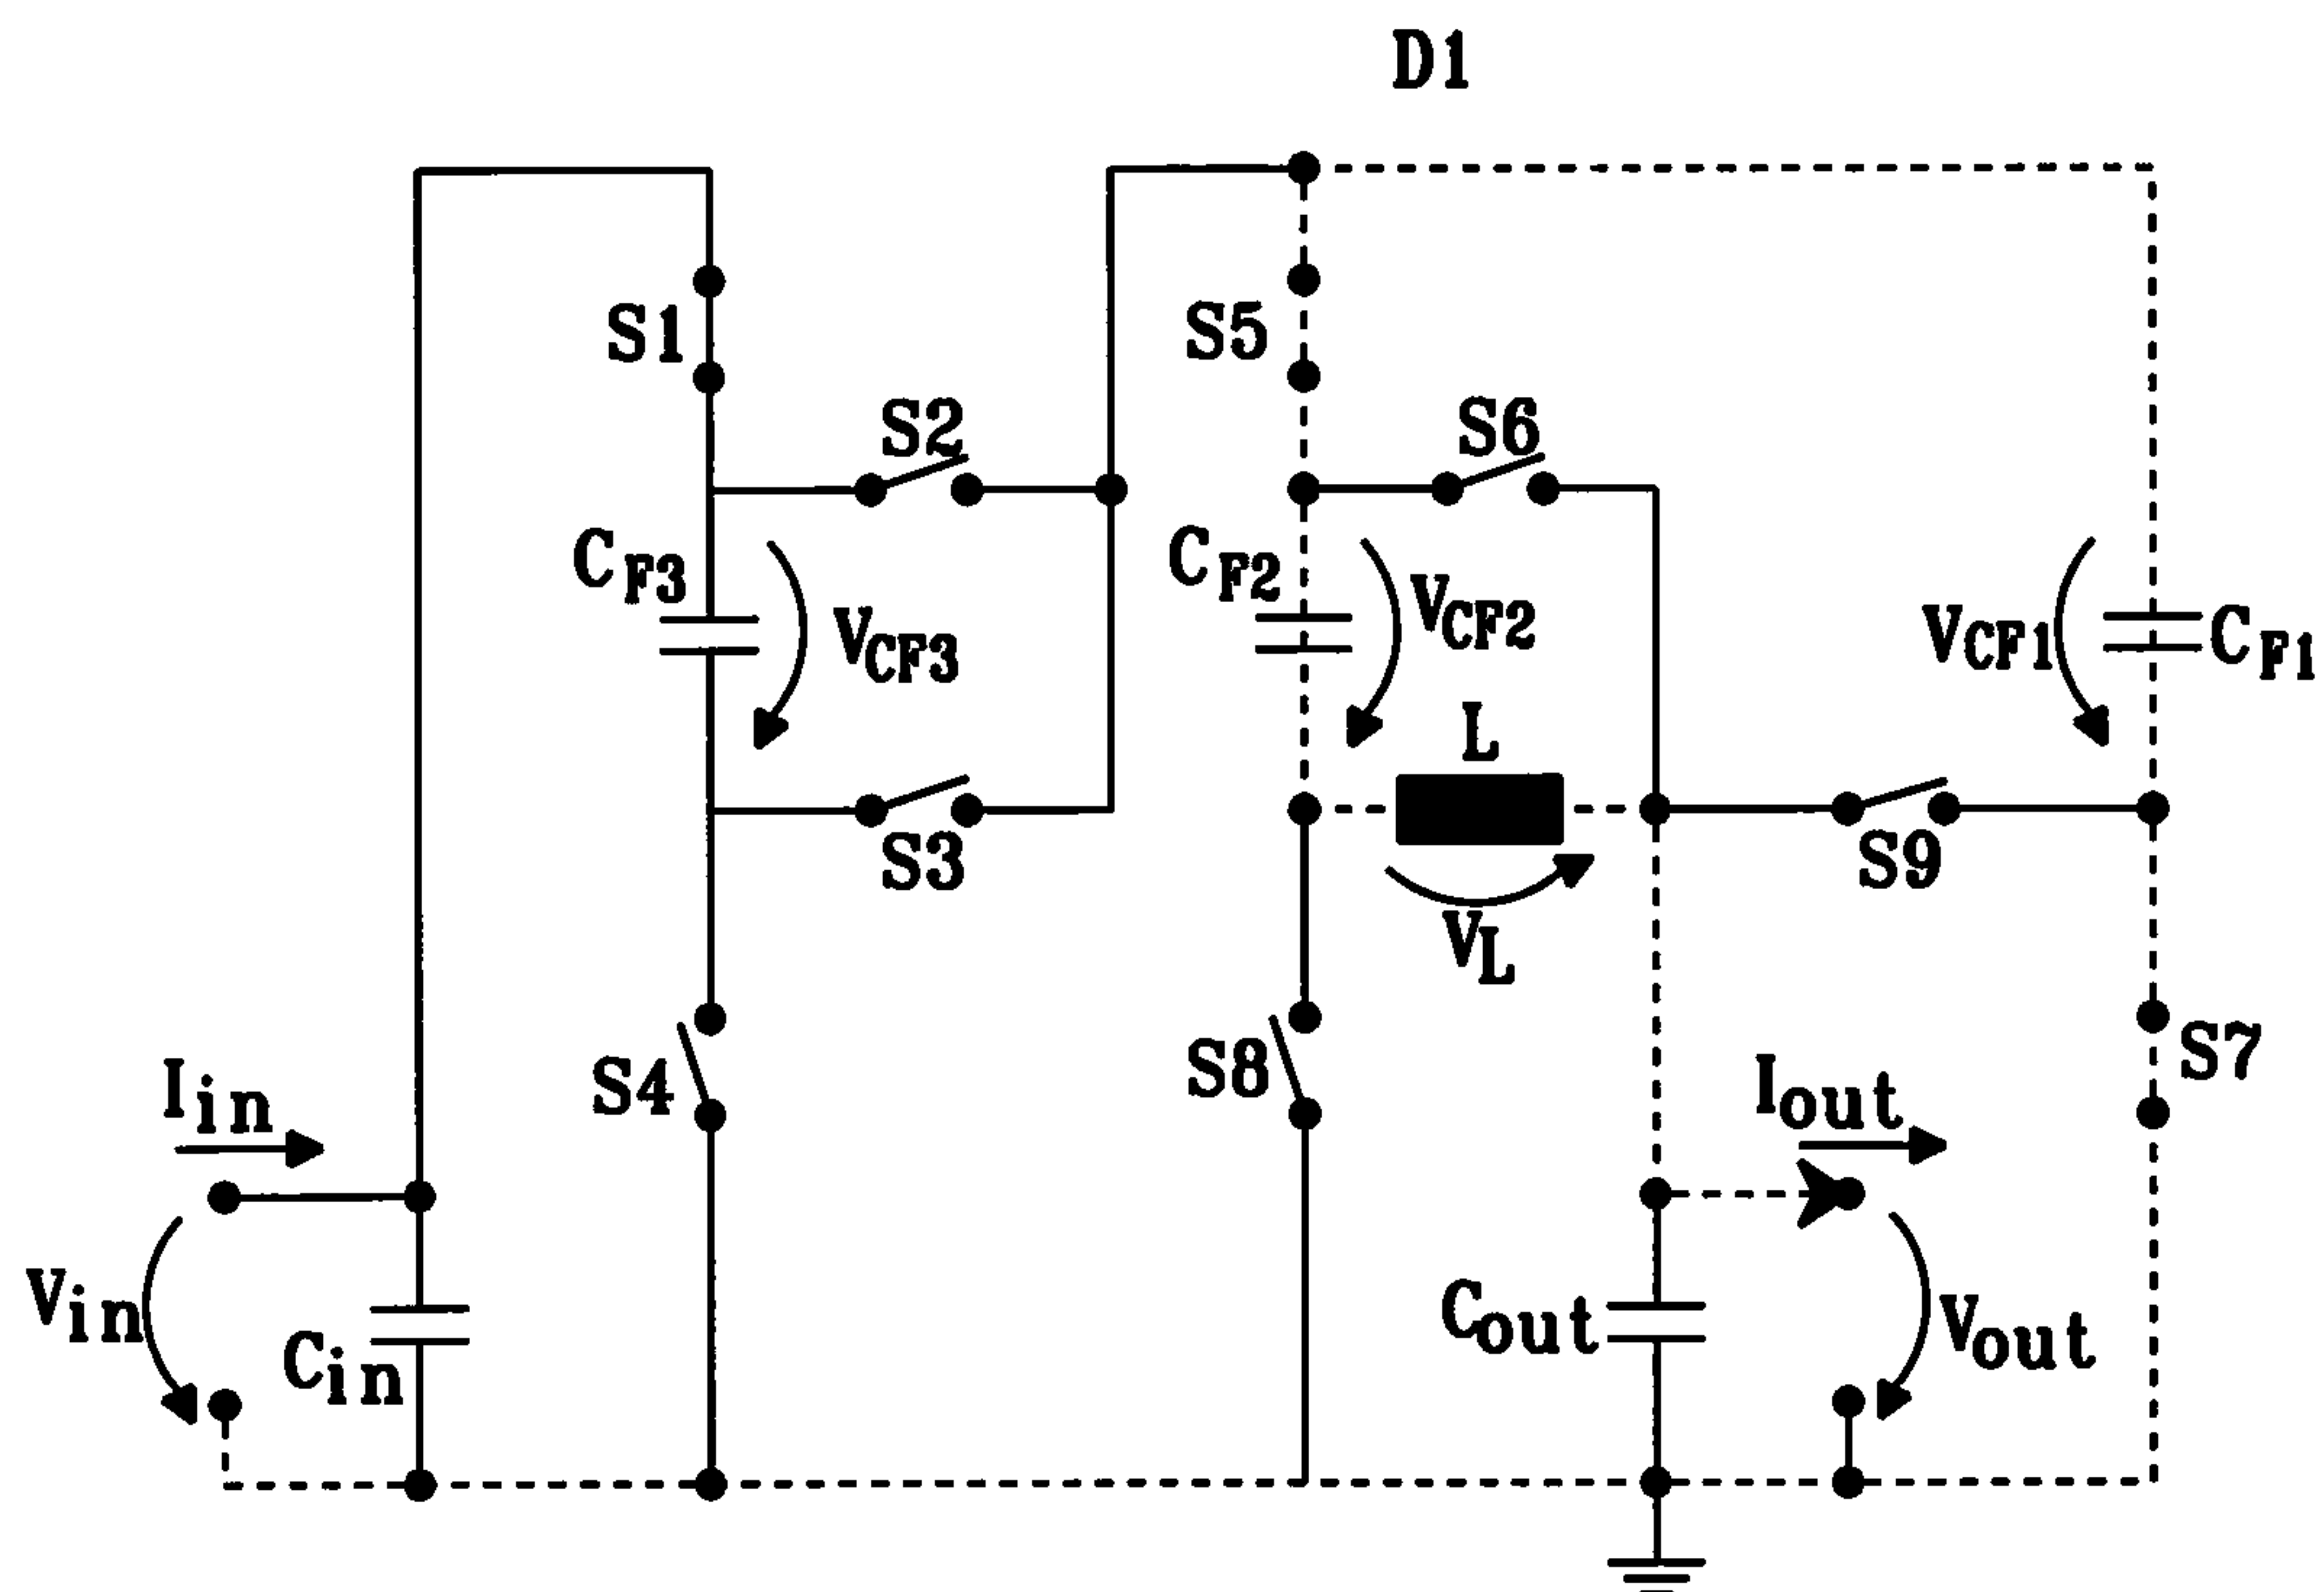 D1
S1
S5
S2
S6
CF3
VCF3
CF2
VCF2
VCF1
CF1
L
S3
S9
VL
Iin
S4
S8
Iout
S7
Vin
Cin
Cout
Vout